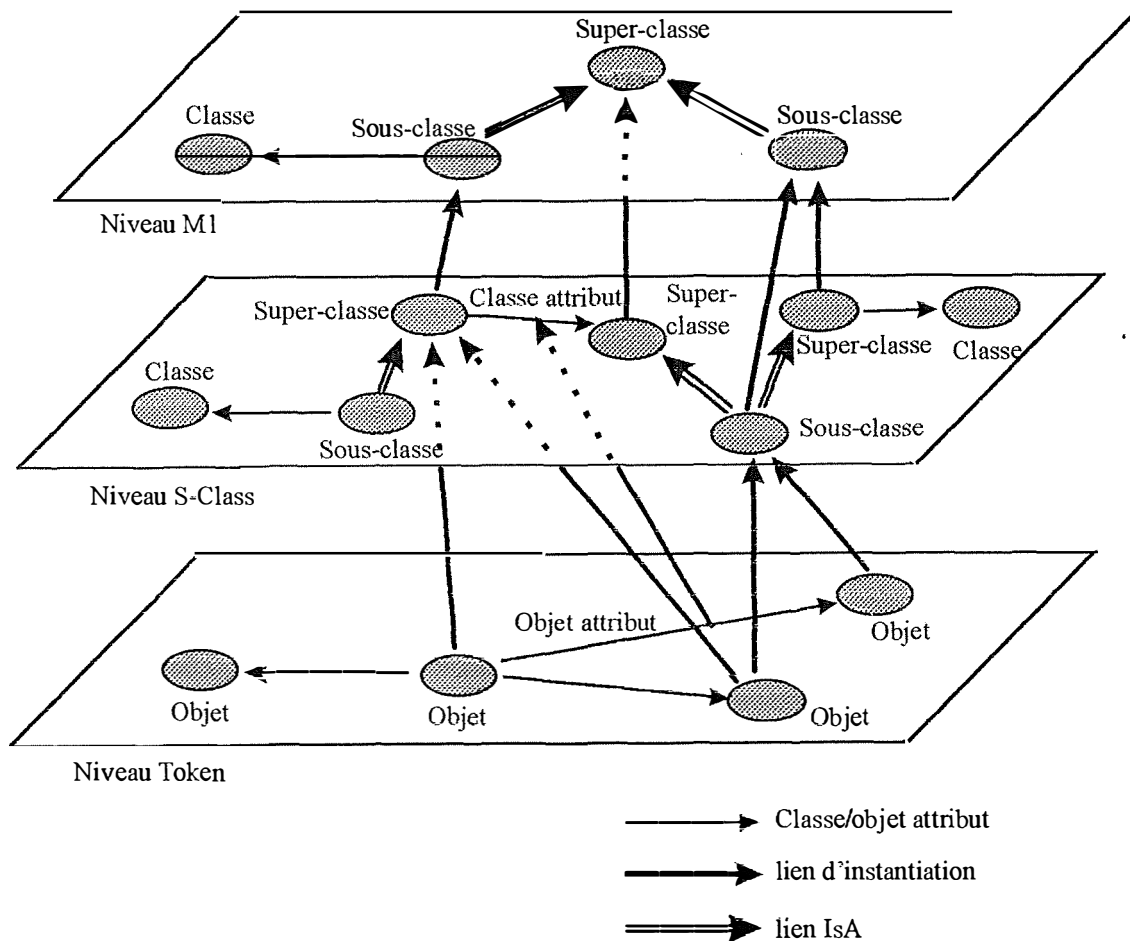 Super-classe
Classe
Sous-classe
Sous-classe
Niveau M1
Super-classe
Classe attribut
Super-
classe
Super-classe
Classe
Classe
Sous-classe
Sous-classe
Niveau S-Class
Objet attribut
Objet
Objet
Objet
Objet
Niveau Token
Classe/objet attribut
lien d'instantiation
lien IsA